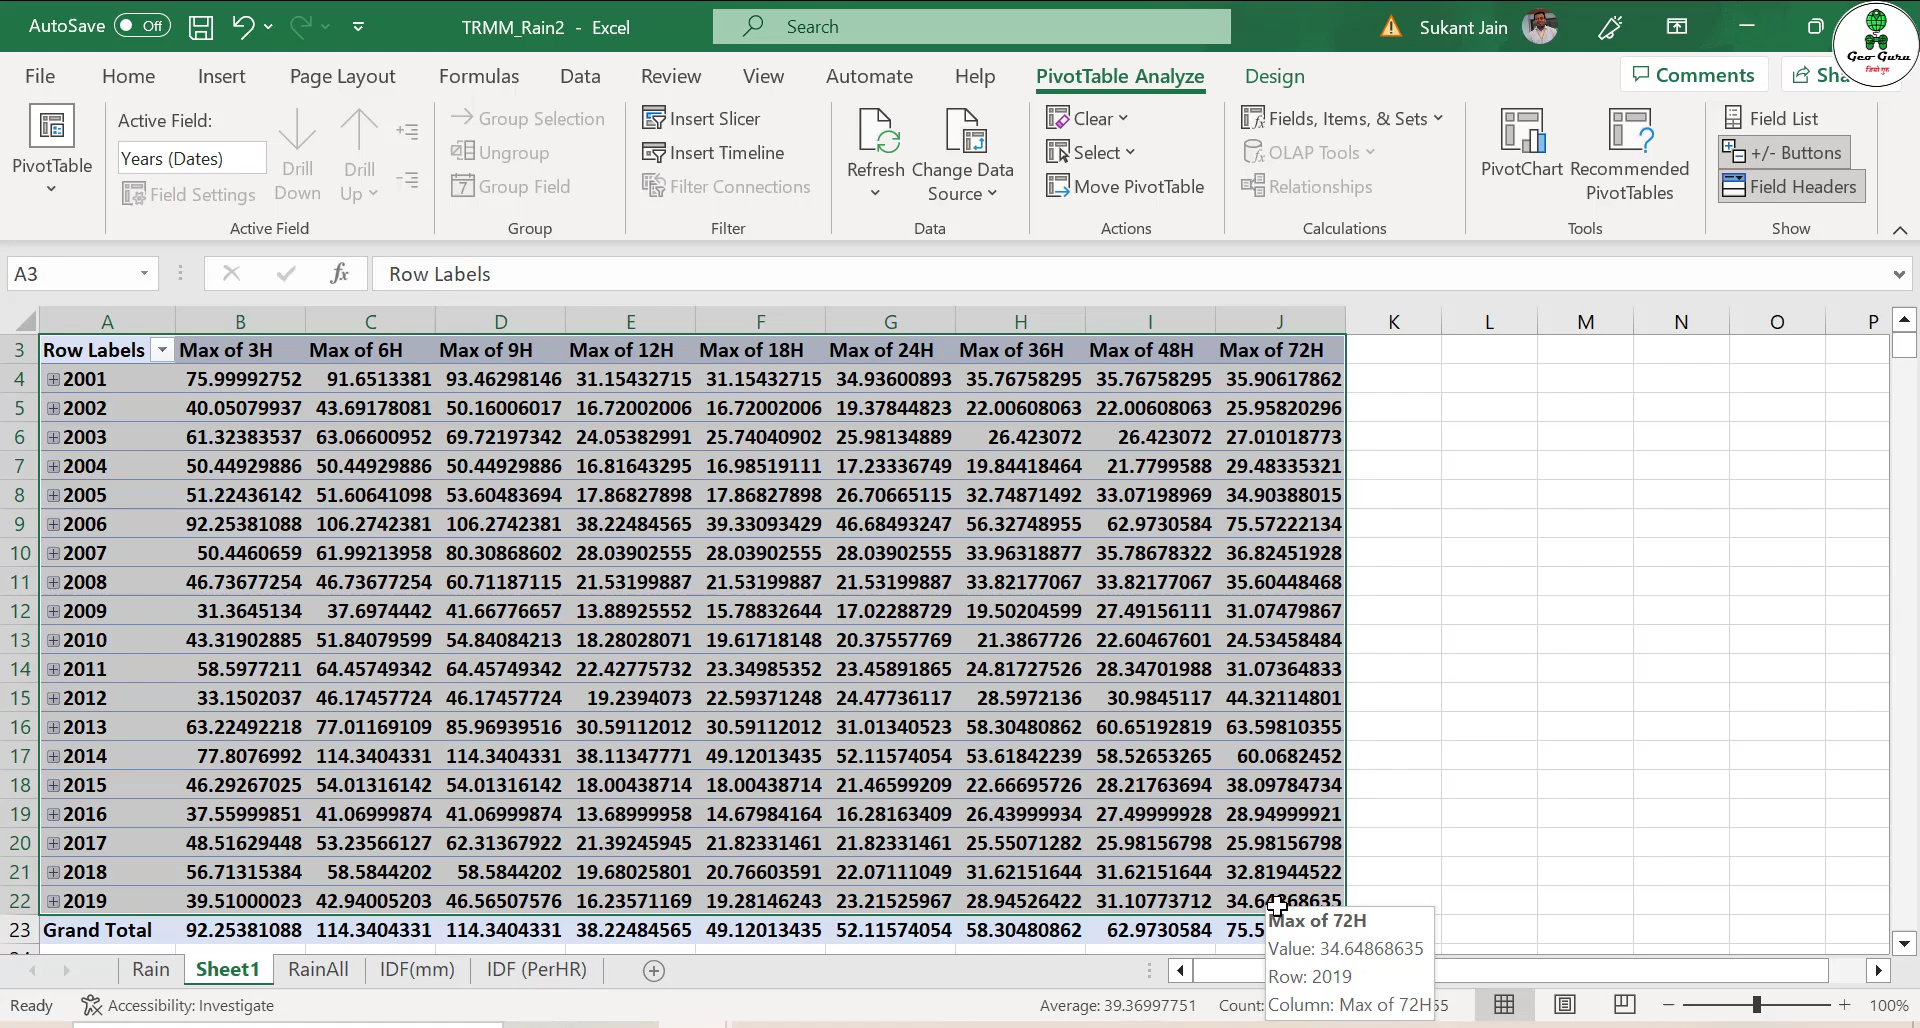 AutoSave Off TRMM_Rain2 - Excel Search Sukant Jain
Geo Guru
जियो गुरु
File Home Insert Page Layout Formulas Data Review View Automate Help PivotTable Analyze Design Comments
PivotTable
Active Field:
Years (Dates)
Field Settings
Drill Down
Drill Up
Active Field
Group Selection
Ungroup
Group Field
Group
Insert Slicer
Insert Timeline
Filter Connections
Filter
Refresh
Change Data Source
Data
Clear
Select
Move PivotTable
Actions
Fields, Items, & Sets
OLAP Tools
Relationships
Calculations
PivotChart
Recommended PivotTables
Tools
Field List
+/- Buttons
Field Headers
Show
A3 fx Row Labels
A B C D E F G H I J K L M N O P
3 Row Labels Max of 3H Max of 6H Max of 9H Max of 12H Max of 18H Max of 24H Max of 36H Max of 48H Max of 72H
4 2001 75.99992752 91.6513381 93.46298146 31.15432715 31.15432715 34.93600893 35.76758295 35.76758295 35.90617862
5 2002 40.05079937 43.69178081 50.16006017 16.72002006 16.72002006 19.37844823 22.00608063 22.00608063 25.95820296
6 2003 61.32383537 63.06600952 69.72197342 24.05382991 25.74040902 25.98134889 26.423072 26.423072 27.01018773
7 2004 50.44929886 50.44929886 50.44929886 16.81643295 16.98519111 17.23336749 19.84418464 21.7799588 29.48335321
8 2005 51.22436142 51.60641098 53.60483694 17.86827898 17.86827898 26.70665115 32.74871492 33.07198969 34.90388015
9 2006 92.25381088 106.2742381 106.2742381 38.22484565 39.33093429 46.68493247 56.32748955 62.9730584 75.57222134
10 2007 50.4460659 61.99213958 80.30868602 28.03902555 28.03902555 28.03902555 33.96318877 35.78678322 36.82451928
11 2008 46.73677254 46.73677254 60.71187115 21.53199887 21.53199887 21.53199887 33.82177067 33.82177067 35.60448468
12 2009 31.3645134 37.6974442 41.66776657 13.88925552 15.78832644 17.02288729 19.50204599 27.49156111 31.07479867
13 2010 43.31902885 51.84079599 54.84084213 18.28028071 19.61718148 20.37557769 21.3867726 22.60467601 24.53458484
14 2011 58.5977211 64.45749342 64.45749342 22.42775732 23.34985352 23.45891865 24.81727526 28.34701988 31.07364833
15 2012 33.1502037 46.17457724 46.17457724 19.2394073 22.59371248 24.47736117 28.5972136 30.9845117 44.32114801
16 2013 63.22492218 77.01169109 85.96939516 30.59112012 30.59112012 31.01340523 58.30480862 60.65192819 63.59810355
17 2014 77.8076992 114.3404331 114.3404331 38.11347771 49.12013435 52.11574054 53.61842239 58.52653265 60.0682452
18 2015 46.29267025 54.01316142 54.01316142 18.00438714 18.00438714 21.46599209 22.66695726 28.21763694 38.09784734
19 2016 37.55999851 41.06999874 41.06999874 13.68999958 14.67984164 16.28163409 26.43999934 27.49999928 28.94999921
20 2017 48.51629448 53.23566127 62.31367922 21.39245945 21.82331461 21.82331461 25.55071282 25.98156798 25.98156798
21 2018 56.71315384 58.5844202 58.5844202 19.68025801 20.76603591 22.07111049 31.62151644 31.62151644 32.81944522
22 2019 39.51000023 42.94005203 46.56507576 16.23571169 19.28146243 23.21525967 28.94526422 31.10773712
23 Grand Total 92.25381088 114.3404331 114.3404331 38.22484565 49.12013435 52.11574054 58.30480862 62.9730584 75.5
Max of 72H
Value: 34.64868635
Row: 2019
Column: Max of 72H
Rain Sheet1 RainAll IDF(mm) IDF (PerHR)
Ready Accessibility: Investigate Average: 39.36997751 Count: 100%